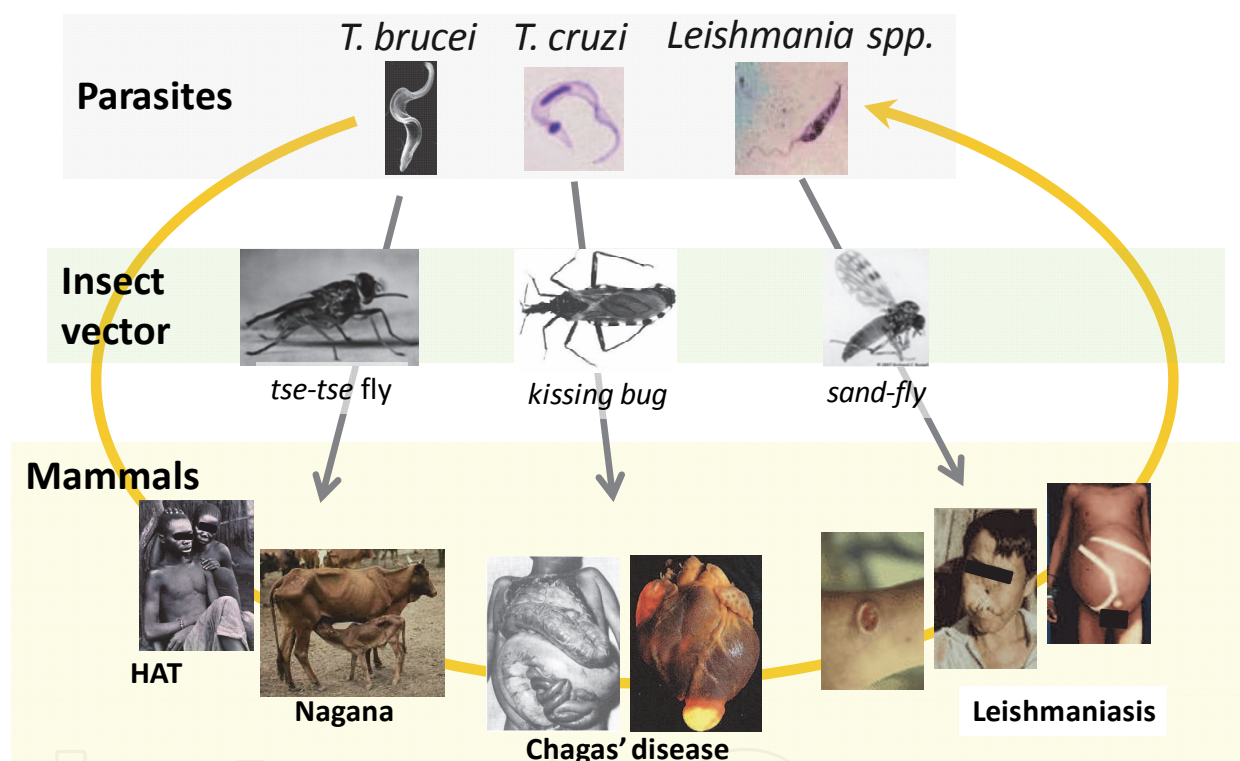 T. brucei
T. cruzi
Leishmania spp.
Parasites
Insect
vector
tse-tse fly
kissing bug
sand-fly
Mammals
HAT
Nagana
Chagas' disease
Leishmaniasis